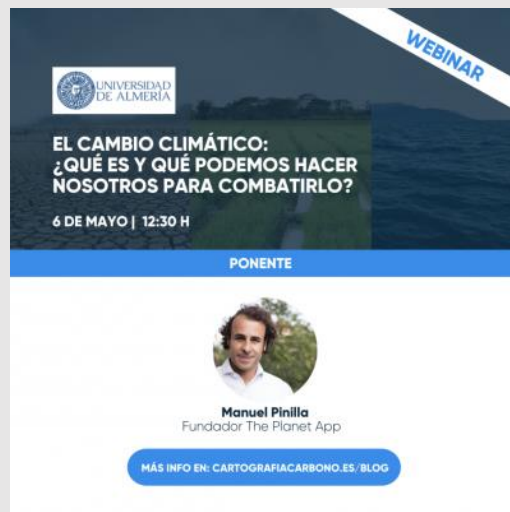 WEBINAR
UNIVERSIDAD
DE ALMERÍA
EL CAMBIO CLIMÁTICO:
¿QUÉ ES Y QUÉ PODEMOS HACER
NOSOTROS PARA COMBATIRLO?
6 DE MAYO | 12:30 H
PONENTE
Manuel Pinilla
Fundador The Planet App
MÁS INFO EN: CARTOGRAFIACARBONO.ES/BLOG